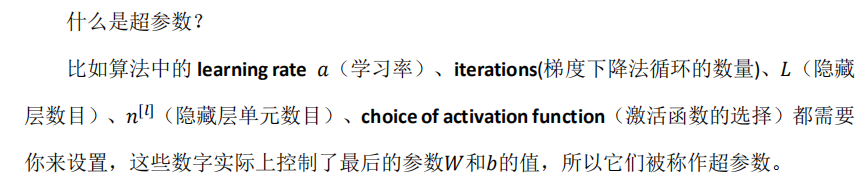 什么是超参数？
比如算法中的 learning rate a（学习率）、iterations(梯度下降法循环的数量)、L（隐藏
层数目）、n^[l]（隐藏层单元数目）、choice of activation function（激活函数的选择）都需要
你来设置，这些数字实际上控制了最后的参数W和b的值，所以它们被称作超参数。